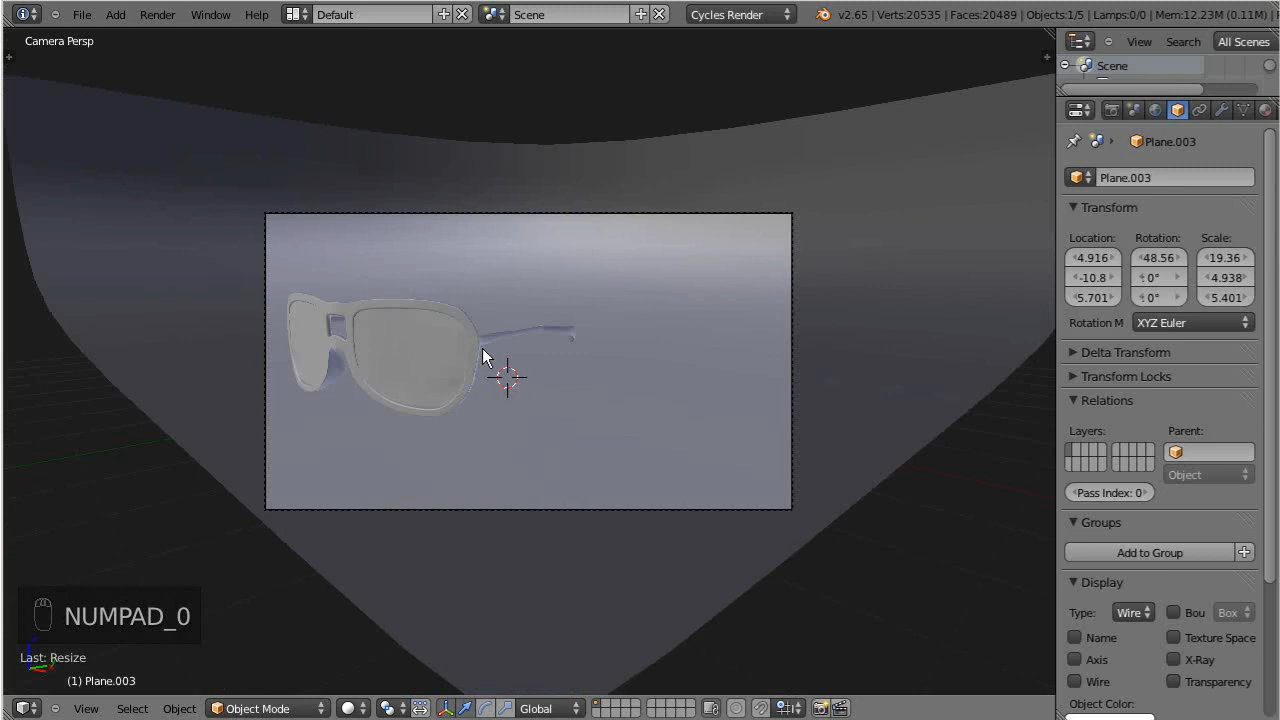 File Add Render Window Help Default Scene Cycles Render v2.65 | Verts:20535 | Faces:20489 | Objects:1/5 | Lamps:0/0 | Mem:12.23M (0.11M) |
Camera Persp
View Search All Scenes
Scene
Plane.003
Plane.003
Transform
Location: Rotation: Scale:
4.916 48.56 19.36
-10.8 0° 4.938
5.701 0° 5.401
Rotation M XYZ Euler
Delta Transform
Transform Locks
Relations
Layers: Parent:
Object
Pass Index: 0
Groups
Add to Group
Display
Type: Wire Bou Box
Name Texture Space
Axis X-Ray
Wire Transparency
Object Color:
NUMPAD_0
Last: Resize
(1) Plane.003
View Select Object Object Mode Global